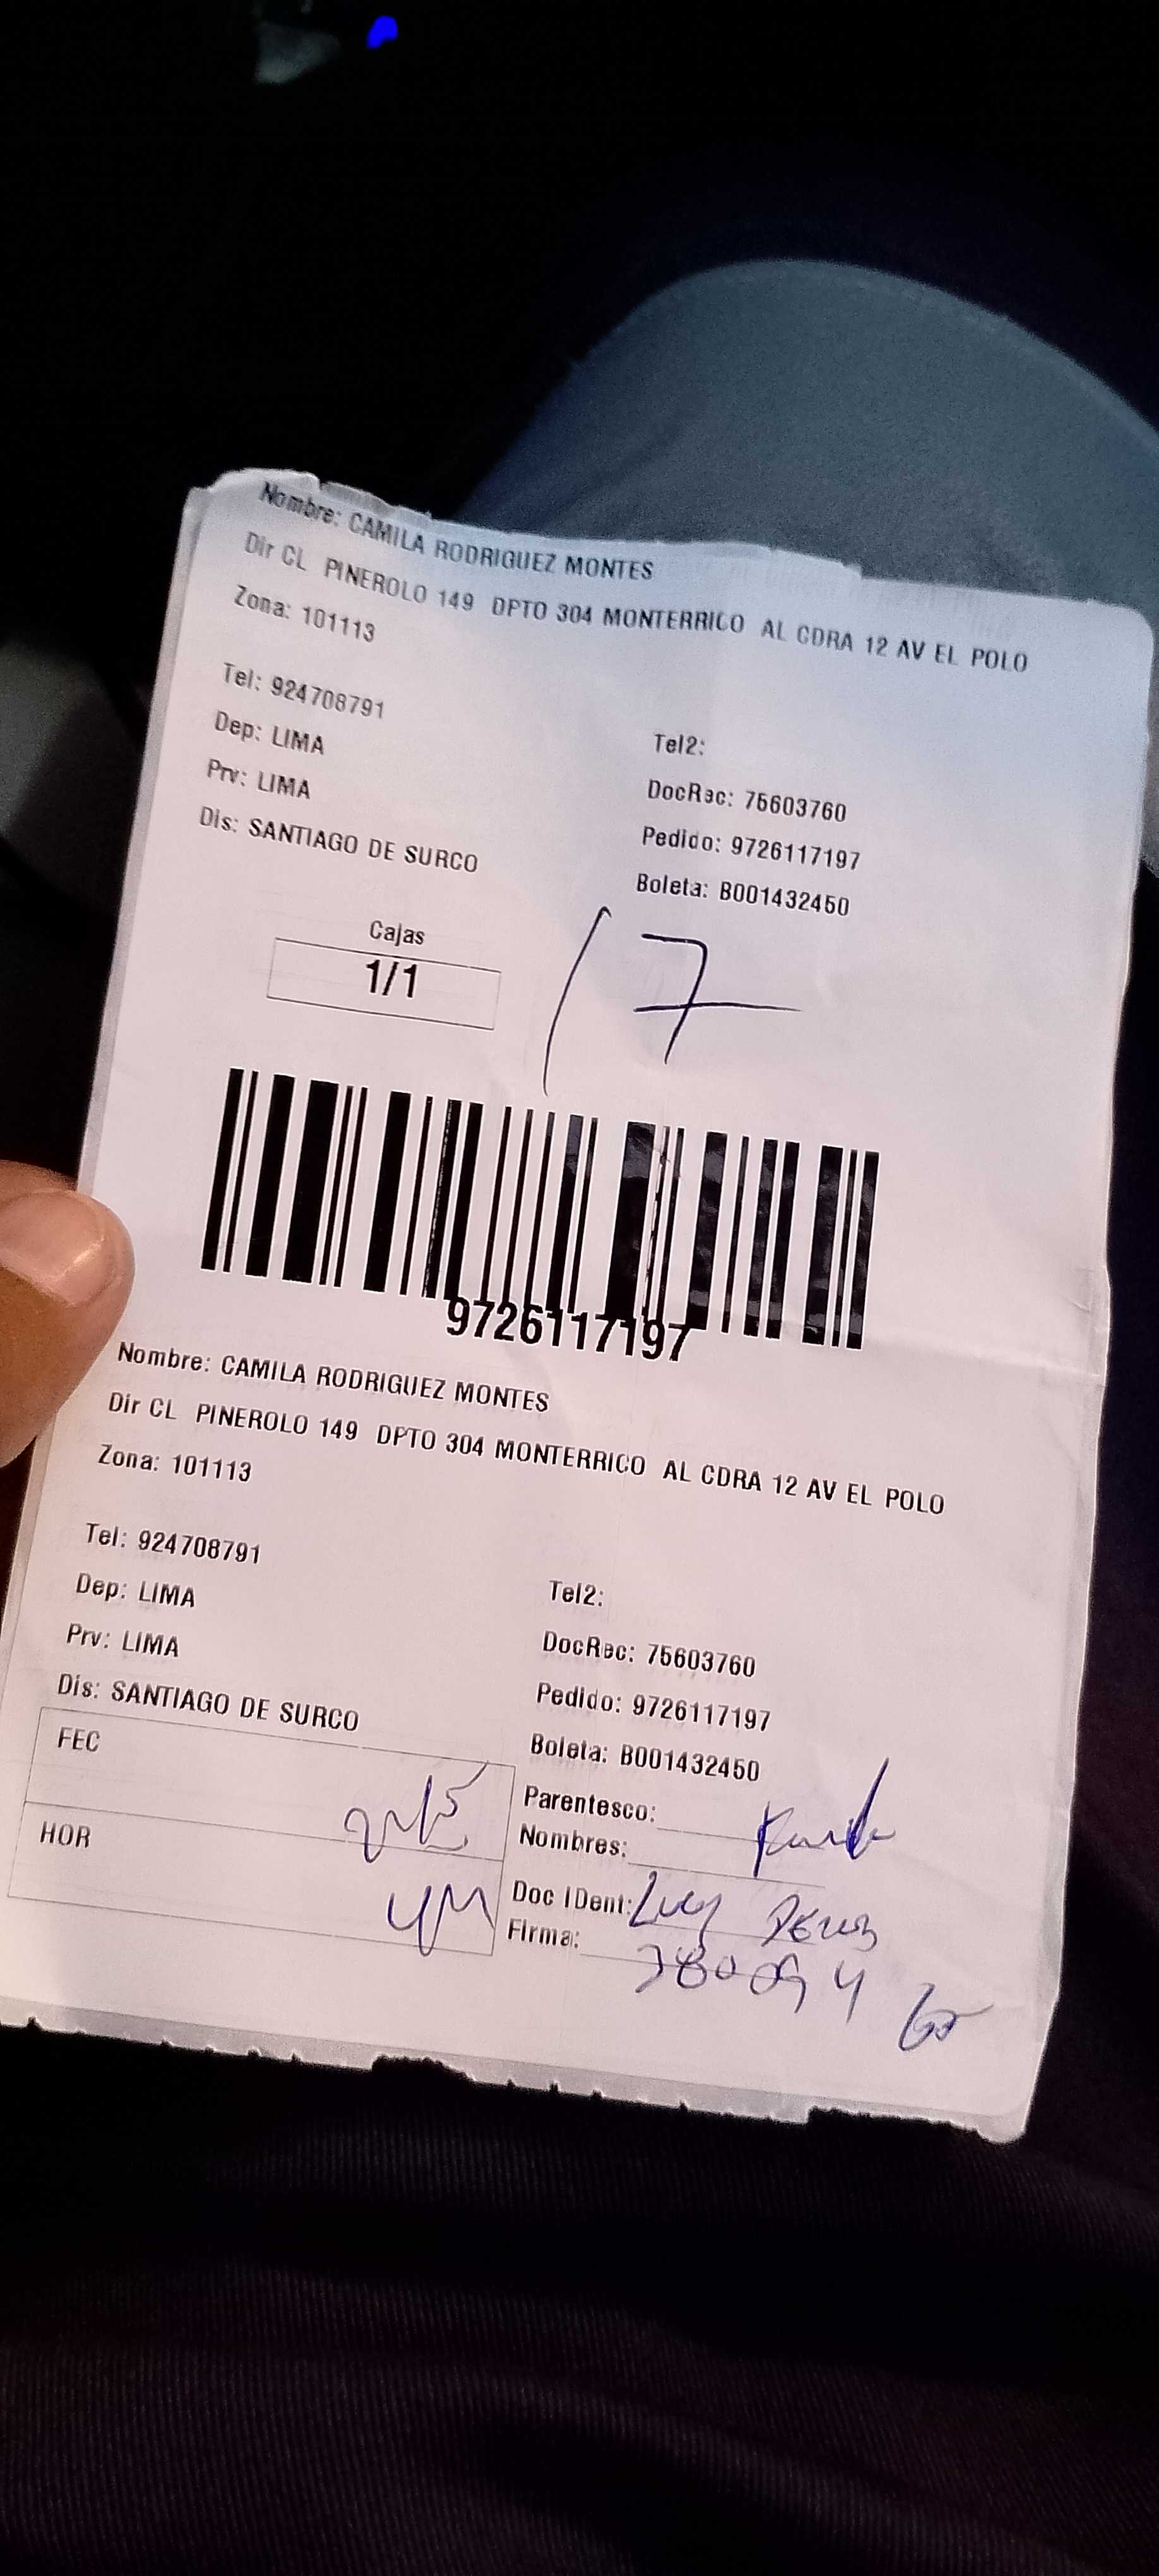 Nombre: CAMILA RODRIGUEZ MONTES
Dir CL PINEROLO 149 DPTO 304 MONTERRICO AL CDRA 12 AV EL POLO
Zona: 101113
Tel: 924708791
Tel2:
Dep: LIMA
DocRec: 75603760
Prv: LIMA
Pedido: 9726117197
Dis: SANTIAGO DE SURCO
Boleta: B001432450
Cajas
1/1
17
9726117197
Nombre: CAMILA RODRIGUEZ MONTES
Dir CL PINEROLO 149 DPTO 304 MONTERRICO AL CDRA 12 AV EL POLO
Zona: 101113
Tel: 924708791
Tel2:
Dep: LIMA
DocRec: 75603760
Prv: LIMA
Pedido: 9726117197
Dis: SANTIAGO DE SURCO
Boleta: B001432450
FEC
Parentesco:
Nombres:
HOR
Doc IDent:
Firma: